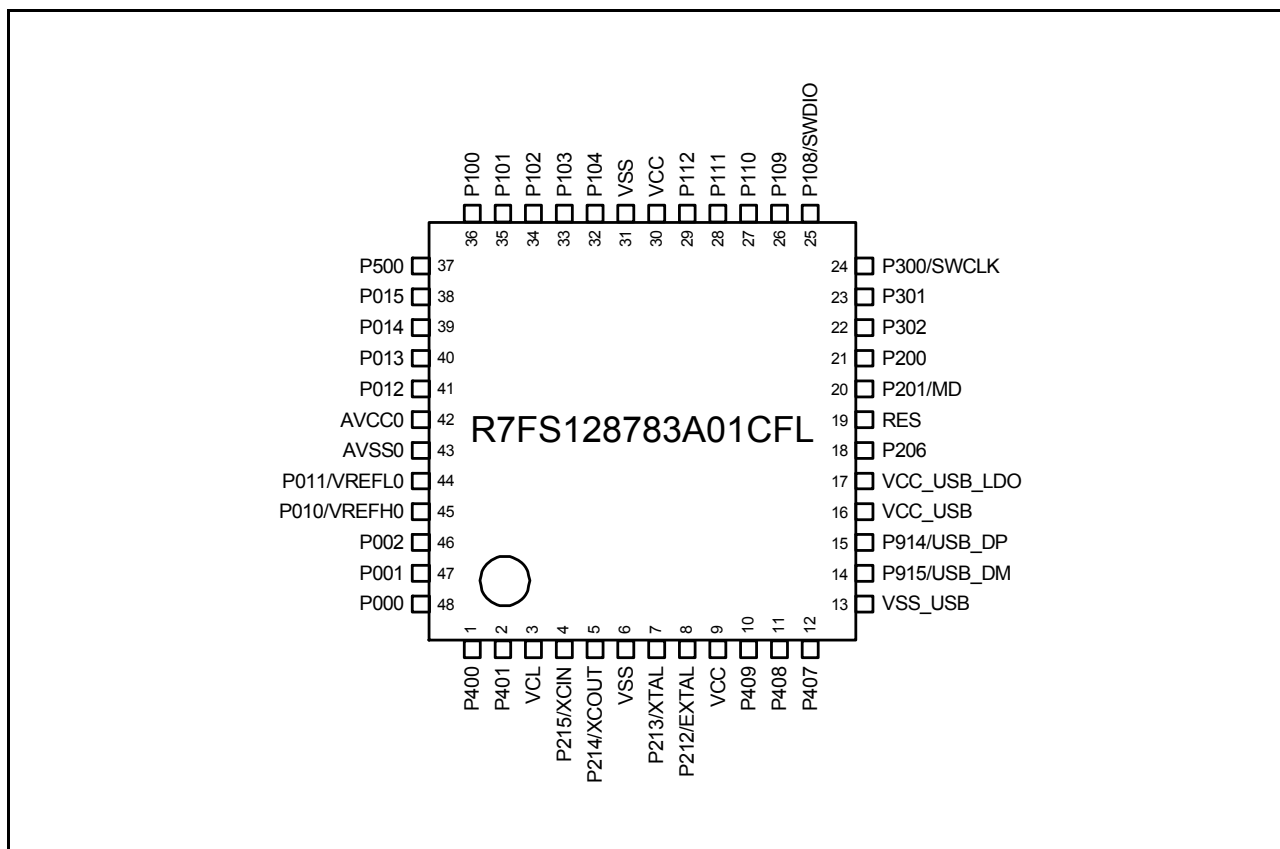 P100
P101
P102
P103
P104
VSS
VCC
P112
P111
P110
P109
P108/SWDIO
36
35
34
33
32
31
30
29
28
27
26
25
P500 37
P015 38
P014 39
P013 40
P012 41
AVCC0 42
AVSS0 43
P011/VREFL0 44
P010/VREFH0 45
P002 46
P001 47
P000 48
R7FS128783A01CFL
24 P300/SWCLK
23 P301
22 P302
21 P200
20 P201/MD
19 RES
18 P206
17 VCC_USB_LDO
16 VCC_USB
15 P914/USB_DP
14 P915/USB_DM
13 VSS_USB
1
2
3
4
5
6
7
8
9
10
11
12
P400
P401
VCL
P215/XCIN
P214/XCOUT
VSS
P213/XTAL
P212/EXTAL
VCC
P409
P408
P407